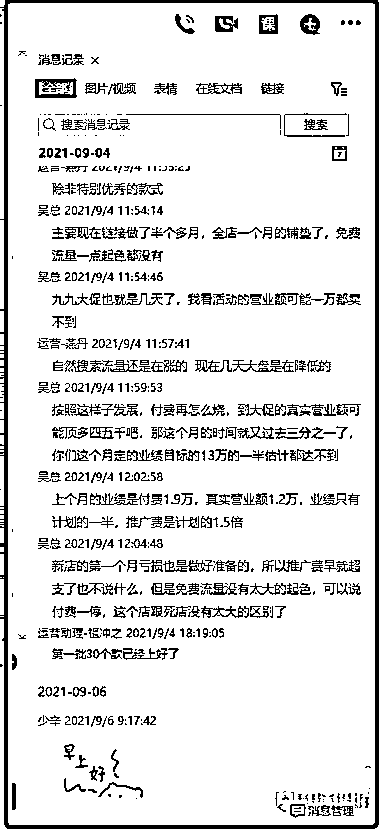 课
消息记录 ×
全部 图片/视频 表情 在线文档 链接
搜索消息记录 搜索
2021-09-04
7
除非特别优秀的款式
吴总 2021/9/4 11:54:14
主要现在链接做了半个多月，全店一个月的铺垫了，免费
流量一点起色都没有
吴总 2021/9/4 11:54:46
九九大促也就是几天了，我看活动的营业额可能一万都卖
不到
运营-燕丹 2021/9/4 11:57:41
自然搜索流量还是在涨的 现在几天大盘是在降低的
吴总 2021/9/4 11:59:53
按照这样子发展，付费再怎么烧，到大促的真实营业额可
能顶多四五千吧，那这个月的时间就又过去三分之一了，
你们这个月定的业绩目标的13万的一半估计都达不到
吴总 2021/9/4 12:02:58
上个月的业绩是付费1.9万，真实营业额1.2万，业绩只有
计划的一半，推广费是计划的1.5倍
吴总 2021/9/4 12:04:48
新店的第一个月亏损也是做好准备的，所以推广费早就超
支了也不说什么，但是免费流量没有太大的起色，可以说
付费一停，这个店跟死店没有太大的区别了
运营助理-祖冲之 2021/9/4 18:19:05
第一批30个款已经上好了
2021-09-06
少辛 2021/9/6 9:17:42
早上好
消息管理